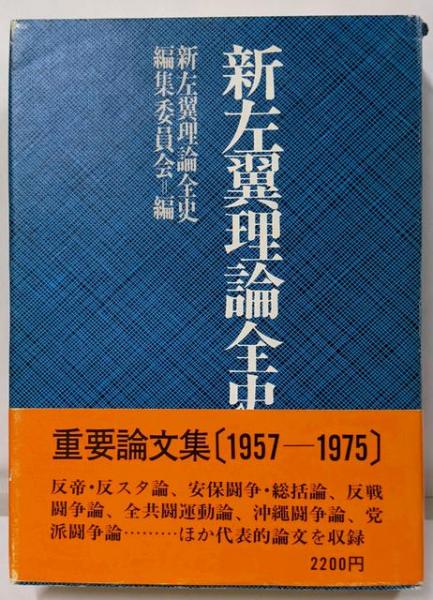 新左翼理論全史
新左翼理論全史
編集委員会＝編
重要論文集〔1957―1975〕
反帝・反スタ論、安保闘争・総括論、反戦
闘争論、全共闘運動論、沖縄闘争論、党
派闘争論………ほか代表的論文を収録
2200円